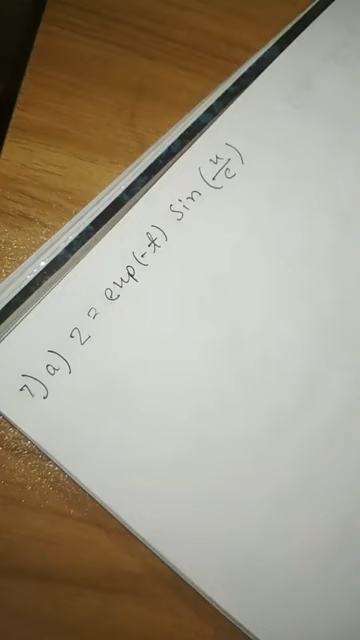 7) a) z = exp(-t) sin(x/c)